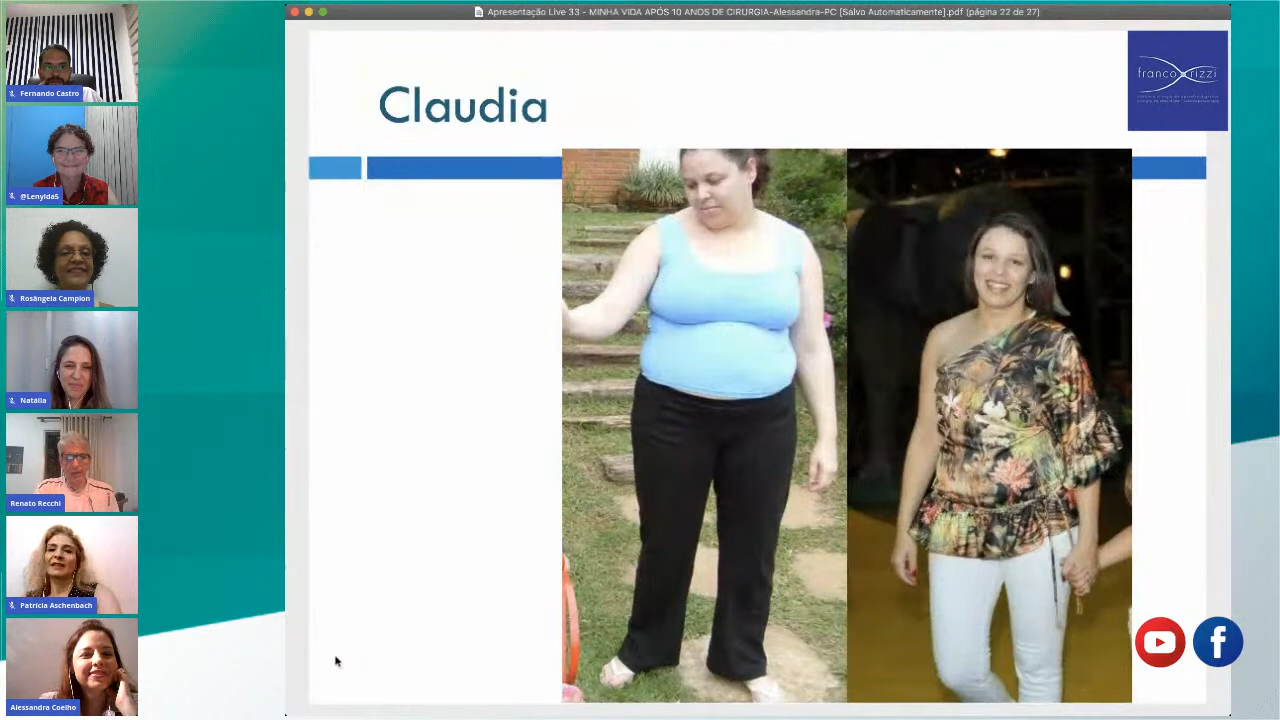 Apresentação Live 33 - MINHA VIDA APÓS 10 ANOS DE CIRURGIA-Alessandra-PC [Salvo Automaticamente].pdf (página 22 de 27)
Claudia
franco rizzi
Fernando Castro
@Lenylda5
Rosângela Campion
Natália
Renato Recchi
Patrícia Aschenbach
Alessandra Coelho